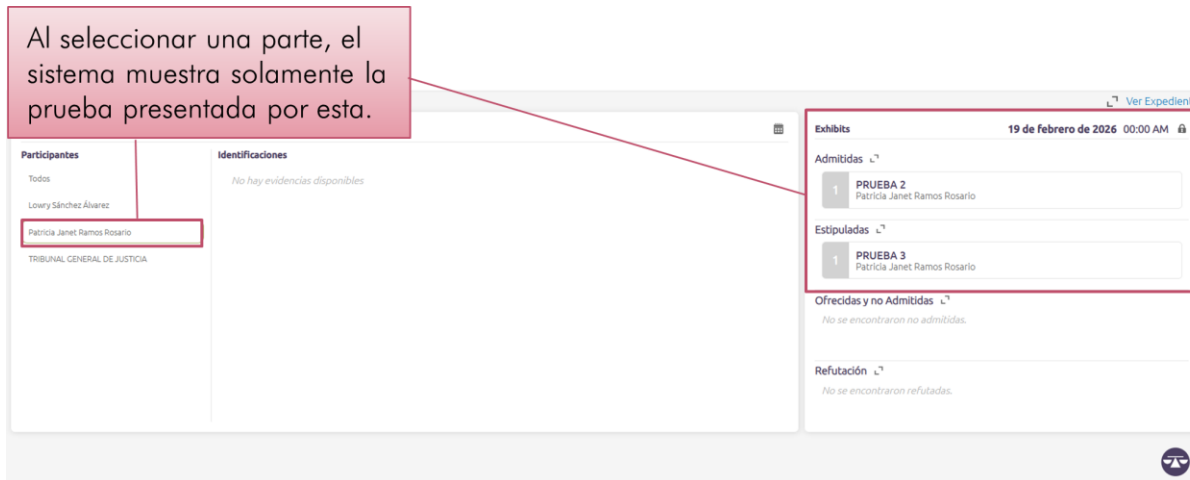 Al seleccionar una parte, el
sistema muestra solamente la
prueba presentada por esta.
Ver Expedient
Participantes
Todos
Lowry Sánchez Álvarez
Patricia Janet Ramos Rosario
TRIBUNAL GENERAL DE JUSTICIA
Identificaciones
No hay evidencias disponibles
Exhibits 19 de febrero de 2026 00:00 AM
Admitidas
1 PRUEBA 2
Patricia Janet Ramos Rosario
Estipuladas
1 PRUEBA 3
Patricia Janet Ramos Rosario
Ofrecidas y no Admitidas
No se encontraron no admitidas.
Refutación
No se encontraron refutadas.